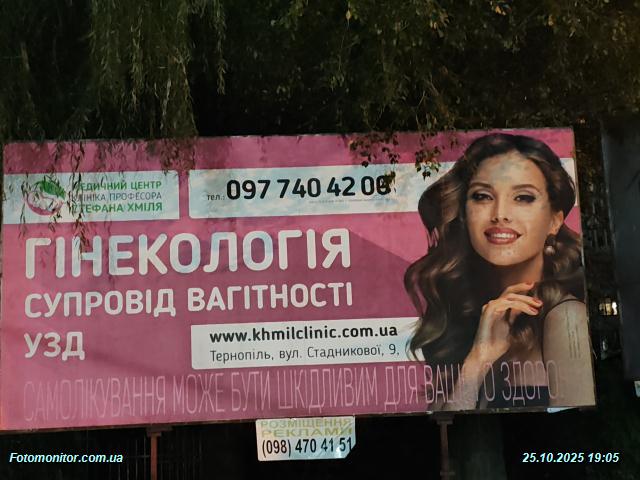 МЕДИЧНИЙ ЦЕНТР
КЛІНІКА ПРОФЕСОРА
СТЕФАНА ХМІЛЯ
тел.: 097 740 42 06
ГІНЕКОЛОГІЯ
СУПРОВІД ВАГІТНОСТІ
УЗД
www.khmilclinic.com.ua
Тернопіль, вул. Стадникової, 9,
САМОЛІКУВАННЯ МОЖЕ БУТИ ШКІДЛИВИМ ДЛЯ ВАШОГО ЗДОРО
РОЗМІЩЕННЯ
РЕКЛАМИ
(098) 470 41 51
Fotomonitor.com.ua
25.10.2025 19:05